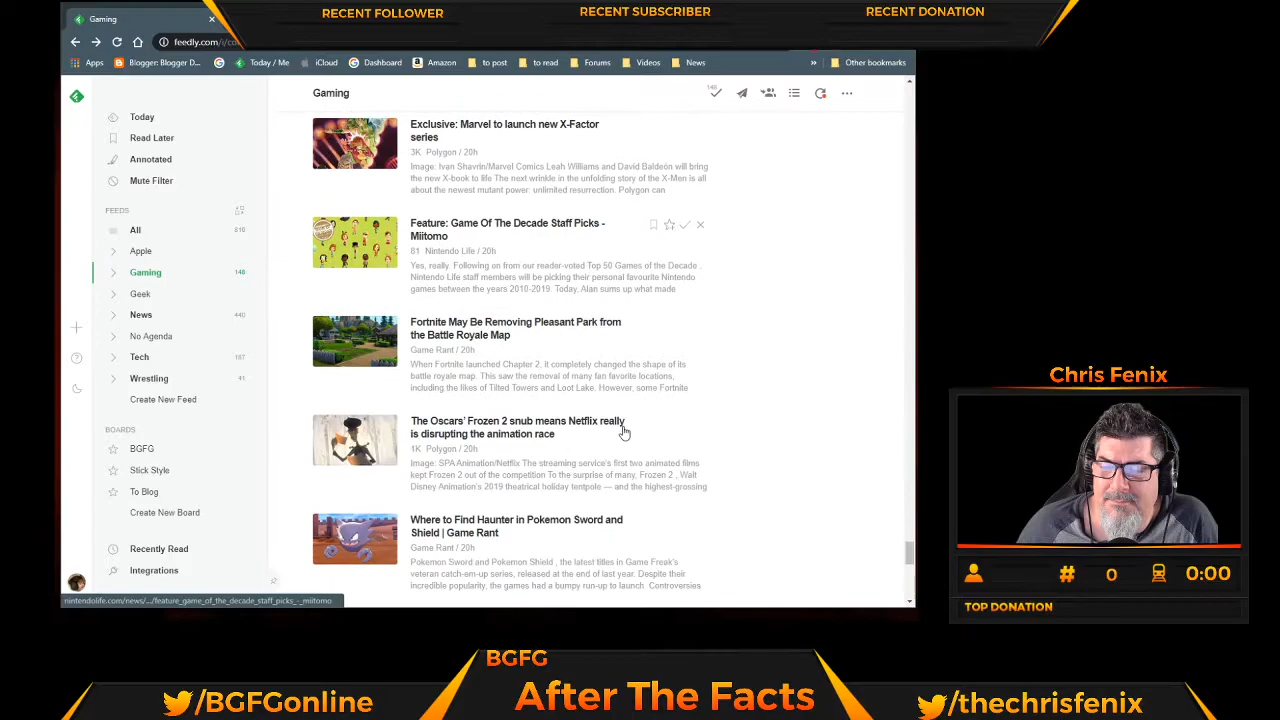 RECENT FOLLOWER
RECENT SUBSCRIBER
RECENT DONATION
Gaming
feedly.com/i/co
Apps
Blogger: Blogger D...
Today / Me
iCloud
Dashboard
Amazon
to post
to read
Forums
Videos
News
»
Other bookmarks
Today
Read Later
Annotated
Mute Filter
FEEDS
All 816
Apple
Gaming 148
Geek
News 440
No Agenda
Tech 187
Wrestling 41
Create New Feed
BOARDS
BGFG
Stick Style
To Blog
Create New Board
Recently Read
Integrations
Gaming
148
Exclusive: Marvel to launch new X-Factor
series
3K Polygon / 20h
Image: Ivan Shavrin/Marvel Comics Leah Williams and David Baldeón will bring
the new X-book to life The next wrinkle in the unfolding story of the X-Men is all
about the newest mutant power: unlimited resurrection. Polygon can
Feature: Game Of The Decade Staff Picks -
Miitomo
81 Nintendo Life / 20h
Yes, really. Following on from our reader-voted Top 50 Games of the Decade .
Nintendo Life staff members will be picking their personal favourite Nintendo
games between the years 2010-2019. Today, Alan sums up what made
Fortnite May Be Removing Pleasant Park from
the Battle Royale Map
Game Rant / 20h
When Fortnite launched Chapter 2, it completely changed the shape of its
battle royale map. This saw the removal of many fan favorite locations,
including the likes of Tilted Towers and Loot Lake. However, some Fortnite
The Oscars' Frozen 2 snub means Netflix really
is disrupting the animation race
1K Polygon / 20h
Image: SPA Animation/Netflix The streaming service's first two animated films
kept Frozen 2 out of the competition To the surprise of many, Frozen 2 , Walt
Disney Animation's 2019 theatrical holiday tentpole — and the highest-grossing
Where to Find Haunter in Pokemon Sword and
Shield | Game Rant
Game Rant / 20h
Pokemon Sword and Pokemon Shield , the latest titles in Game Freak's
veteran catch-em-up series, released at the end of last year. Despite their
incredible popularity, the games had a bumpy run-up to launch. Controversies
nintendolife.com/news/.../feature_game_of_the_decade_staff_picks_-_miitomo
Chris Fenix
# 0 0:00
TOP DONATION
BGFG
After The Facts
/BGFGonline
/thechrisfenix